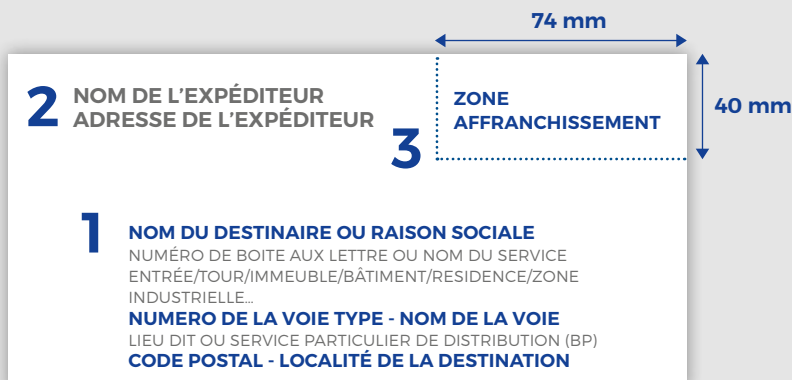 74 mm
2 NOM DE L’EXPÉDITEUR
ADRESSE DE L’EXPÉDITEUR
3
ZONE
AFFRANCHISSEMENT
40 mm
1 NOM DU DESTINAIRE OU RAISON SOCIALE
NUMÉRO DE BOITE AUX LETTRE OU NOM DU SERVICE
ENTRÉE/TOUR/IMMEUBLE/BÂTIMENT/RESIDENCE/ZONE
INDUSTRIELLE...
NUMERO DE LA VOIE TYPE - NOM DE LA VOIE
LIEU DIT OU SERVICE PARTICULIER DE DISTRIBUTION (BP)
CODE POSTAL - LOCALITÉ DE LA DESTINATION